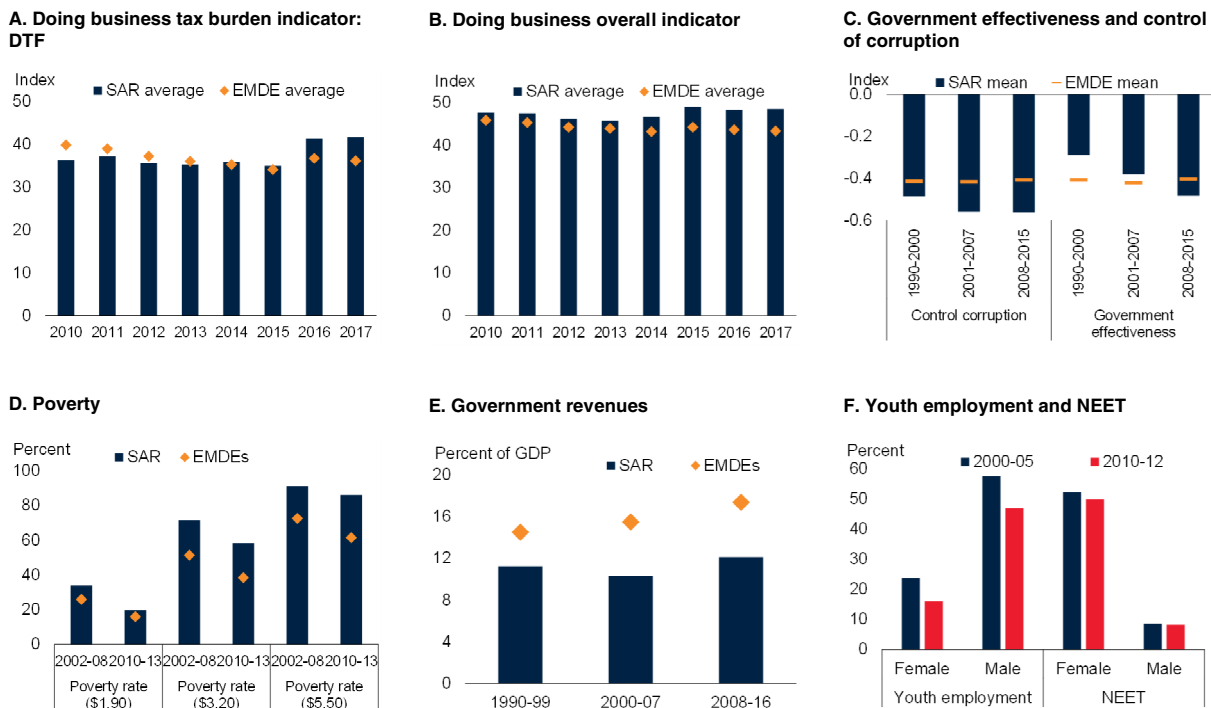 A. Doing business tax burden indicator:
DTF
Index
SAR average EMDE average
50
40
30
20
10
0
2010 2011 2012 2013 2014 2015 2016 2017
B. Doing business overall indicator
Index
SAR average EMDE average
50
40
30
20
10
0
2010 2011 2012 2013 2014 2015 2016 2017
C. Government effectiveness and control
of corruption
Index
SAR mean EMDE mean
0.0
-0.2
-0.4
-0.6
1990-2000 2001-2007 2008-2015 1990-2000 2001-2007 2008-2015
Control corruption Government
effectiveness
D. Poverty
Percent
SAR EMDEs
100
80
60
40
20
0
2002-08 2010-13 2002-08 2010-13 2002-08 2010-13
Poverty rate Poverty rate Poverty rate
($1.90) ($3.20) ($5.50)
E. Government revenues
Percent of GDP
SAR EMDEs
20
16
12
8
4
0
1990-99 2000-07 2008-16
F. Youth employment and NEET
Percent
2000-05 2010-12
60
50
40
30
20
10
0
Female Male Female Male
Youth employment NEET